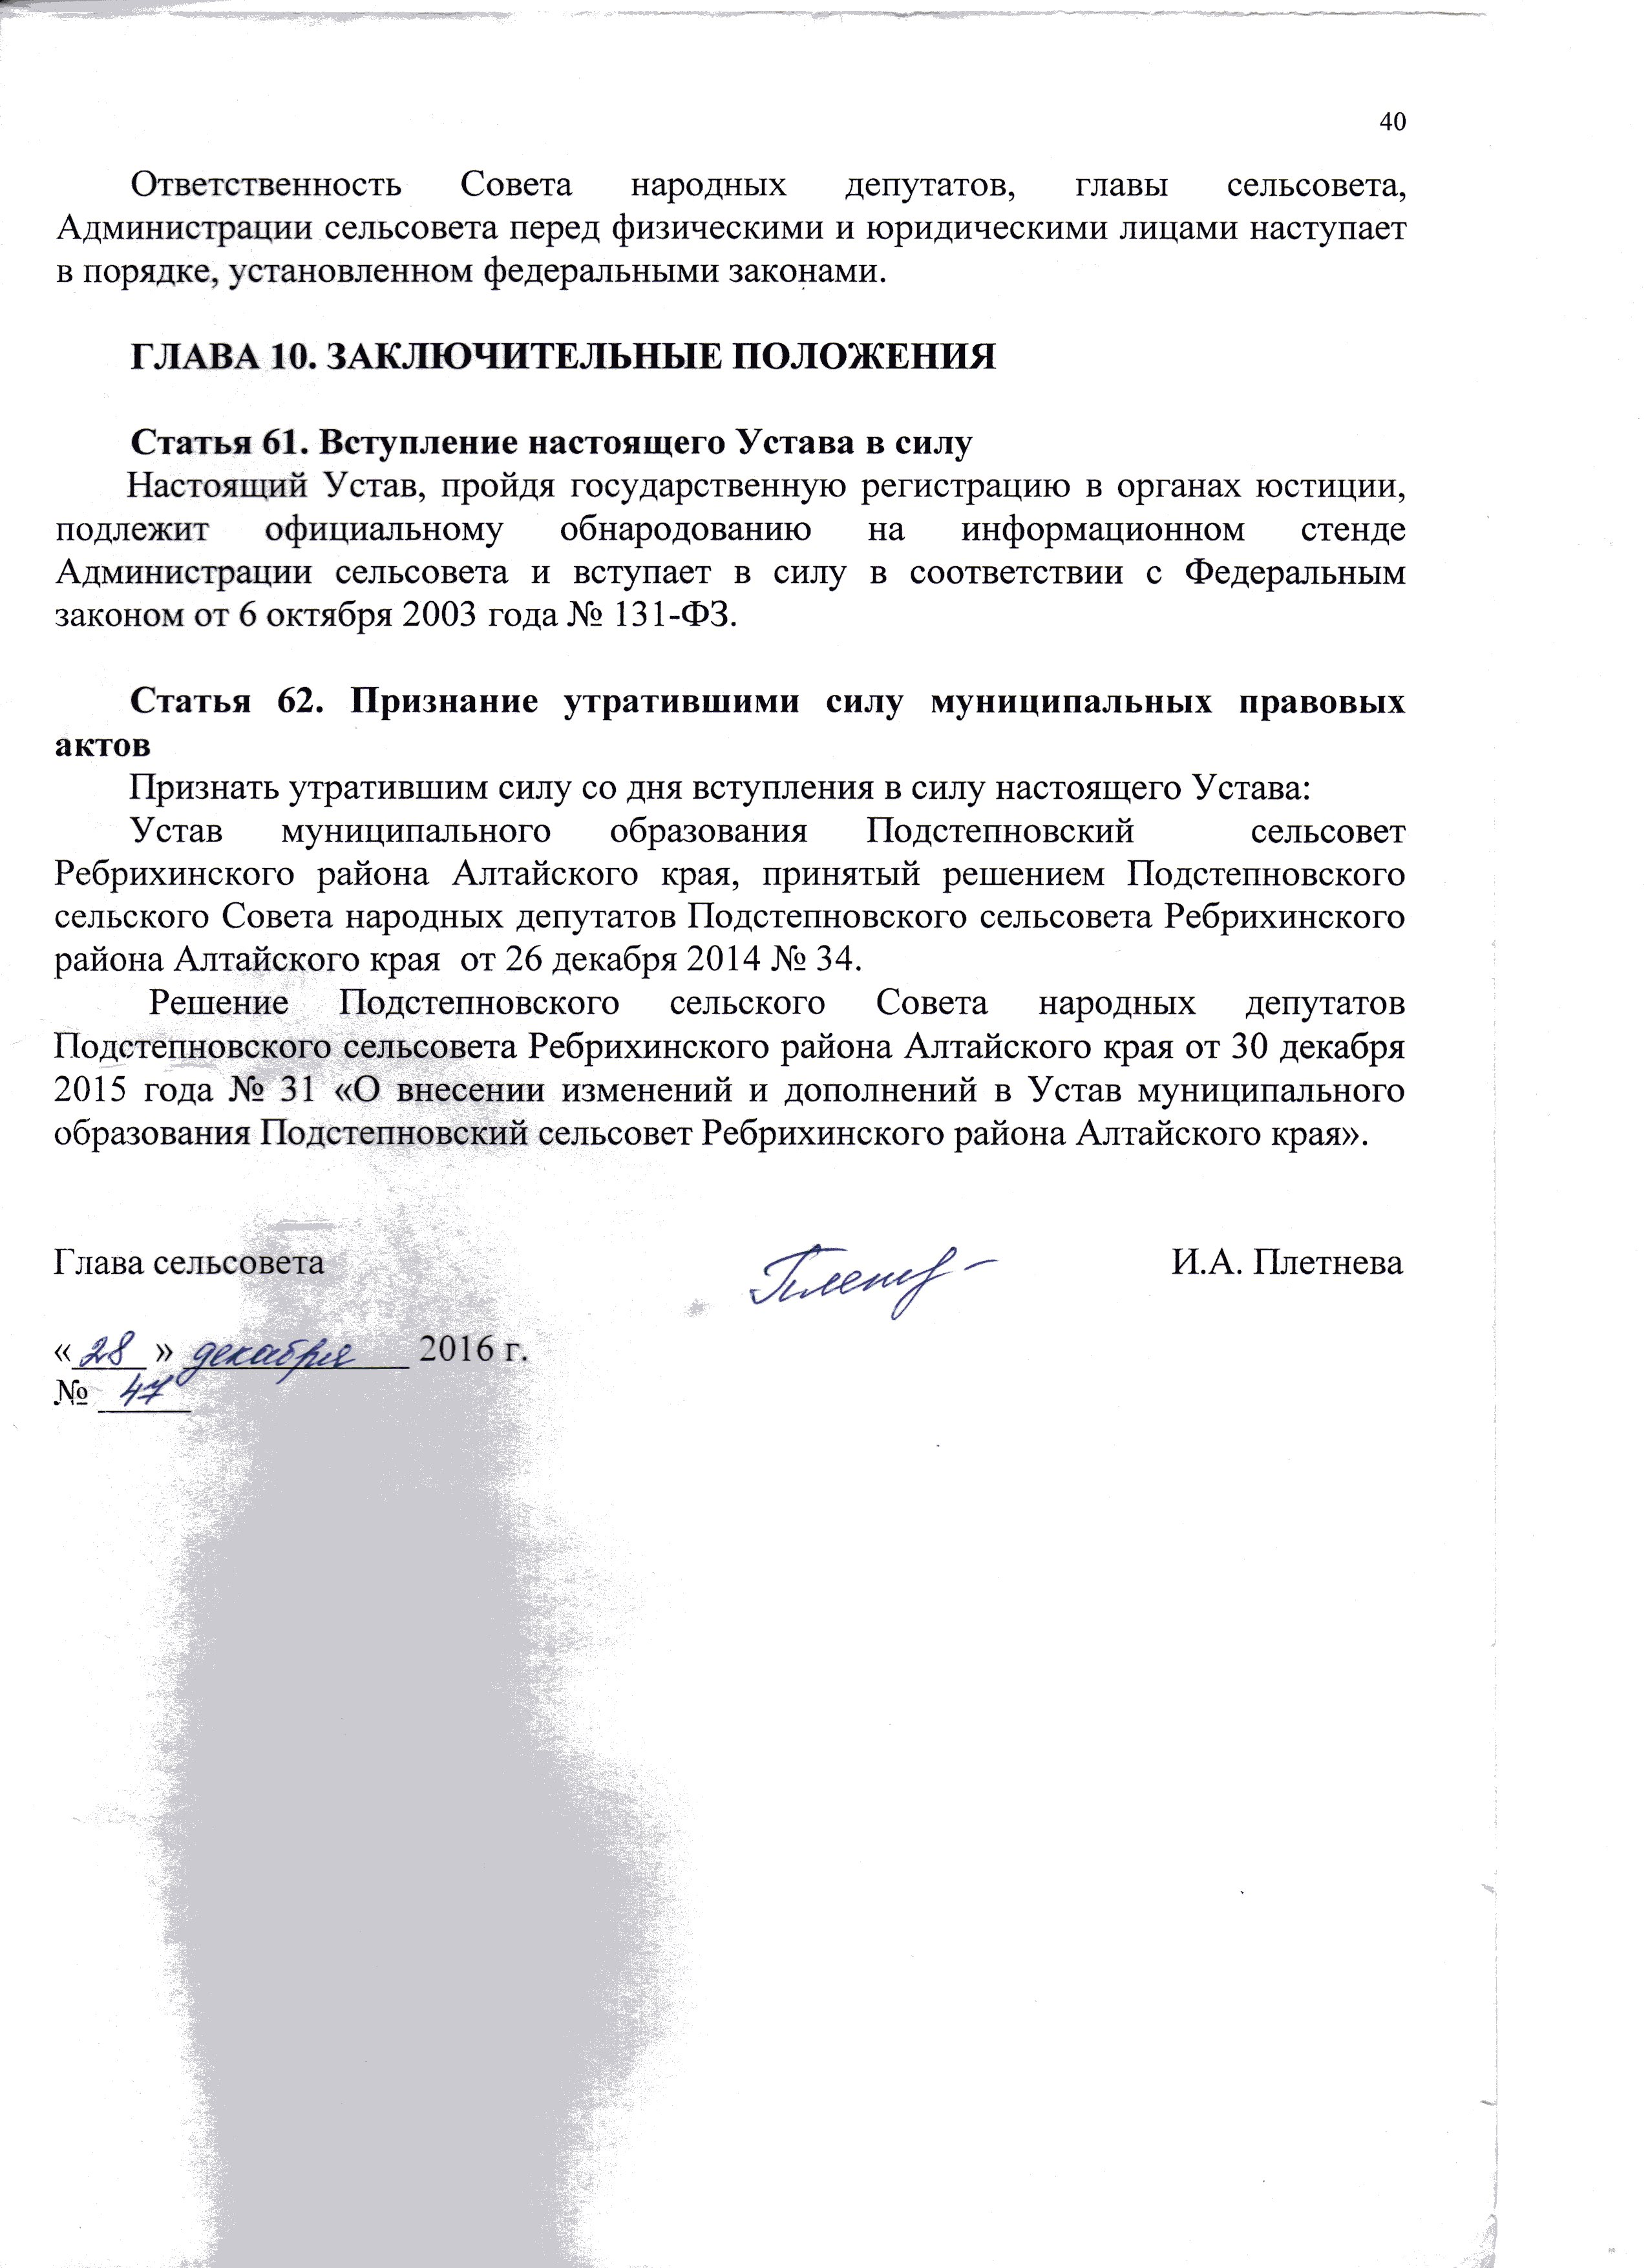 40
Ответственность Совета народных депутатов, главы сельсовета,
Администрации сельсовета перед физическими и юридическими лицами наступает
в порядке, установленном федеральными законами.
ГЛАВА 10. ЗАКЛЮЧИТЕЛЬНЫЕ ПОЛОЖЕНИЯ
Статья 61. Вступление настоящего Устава в силу
Настоящий Устав, пройдя государственную регистрацию в органах юстиции,
подлежит официальному обнародованию на информационном стенде
Администрации сельсовета и вступает в силу в соответствии с Федеральным
законом от 6 октября 2003 года № 131-ФЗ.
Статья 62. Признание утратившими силу муниципальных правовых
актов
Признать утратившим силу со дня вступления в силу настоящего Устава:
Устав муниципального образования Подстепновский сельсовет
Ребрихинского района Алтайского края, принятый решением Подстепновского
сельского Совета народных депутатов Подстепновского сельсовета Ребрихинского
района Алтайского края от 26 декабря 2014 № 34.
Решение Подстепновского сельского Совета народных депутатов
Подстепновского сельсовета Ребрихинского района Алтайского края от 30 декабря
2015 года № 31 «О внесении изменений и дополнений в Устав муниципального
образования Подстепновский сельсовет Ребрихинского района Алтайского края».
Глава сельсовета И.А. Плетнева
«28» декабря 2016 г.
№ 47